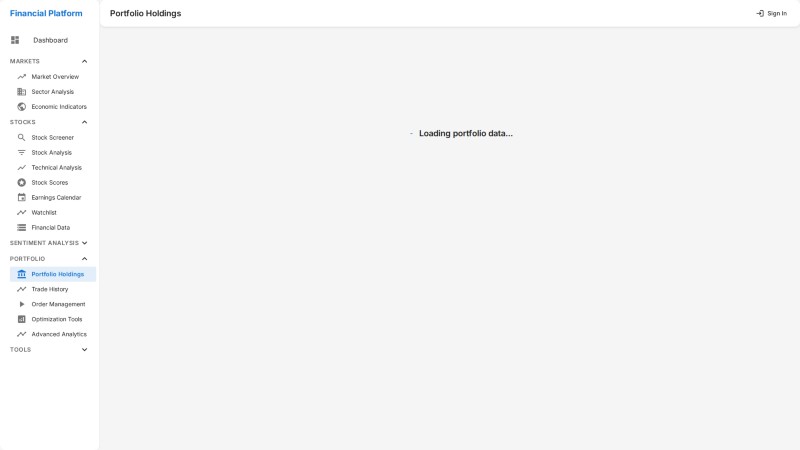 Financial Platform
Portfolio Holdings
Sign In
Dashboard
MARKETS
Market Overview
Sector Analysis
Economic Indicators
STOCKS
Stock Screener
Stock Analysis
Technical Analysis
Stock Scores
Earnings Calendar
Watchlist
Financial Data
SENTIMENT ANALYSIS
PORTFOLIO
Portfolio Holdings
Trade History
Order Management
Optimization Tools
Advanced Analytics
TOOLS
Loading portfolio data...